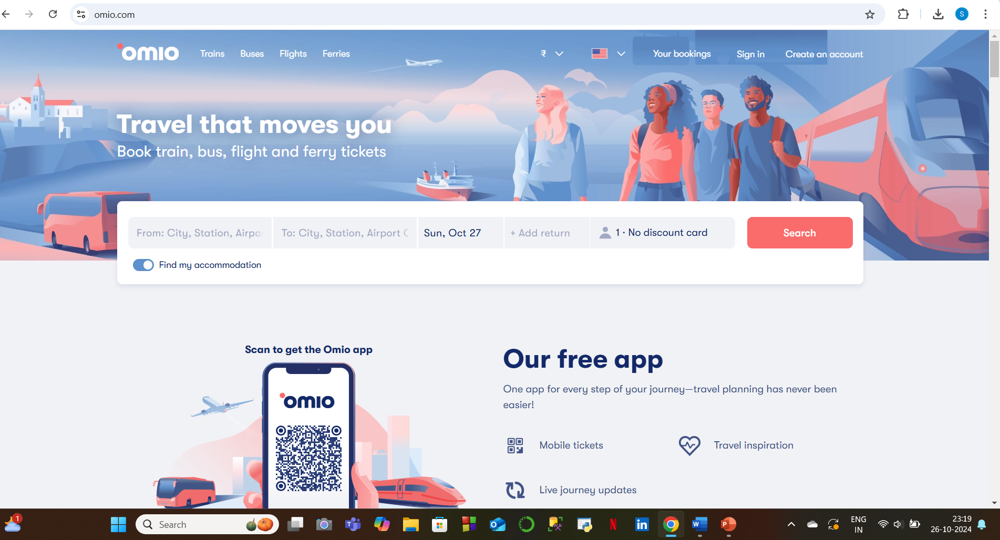 omio.com
S
omio
Trains
Buses
Flights
Ferries
₹
Your bookings
Sign in
Create an account
Travel that moves you
Book train, bus, flight and ferry tickets
From: City, Station, Airpo
To: City, Station, Airport C
Sun, Oct 27
+ Add return
1 · No discount card
Search
Find my accommodation
Scan to get the Omio app
omio
Our free app
One app for every step of your journey—travel planning has never been
easier!
Mobile tickets
Travel inspiration
Live journey updates
1
Search
ENG
IN
23:19
26-10-2024